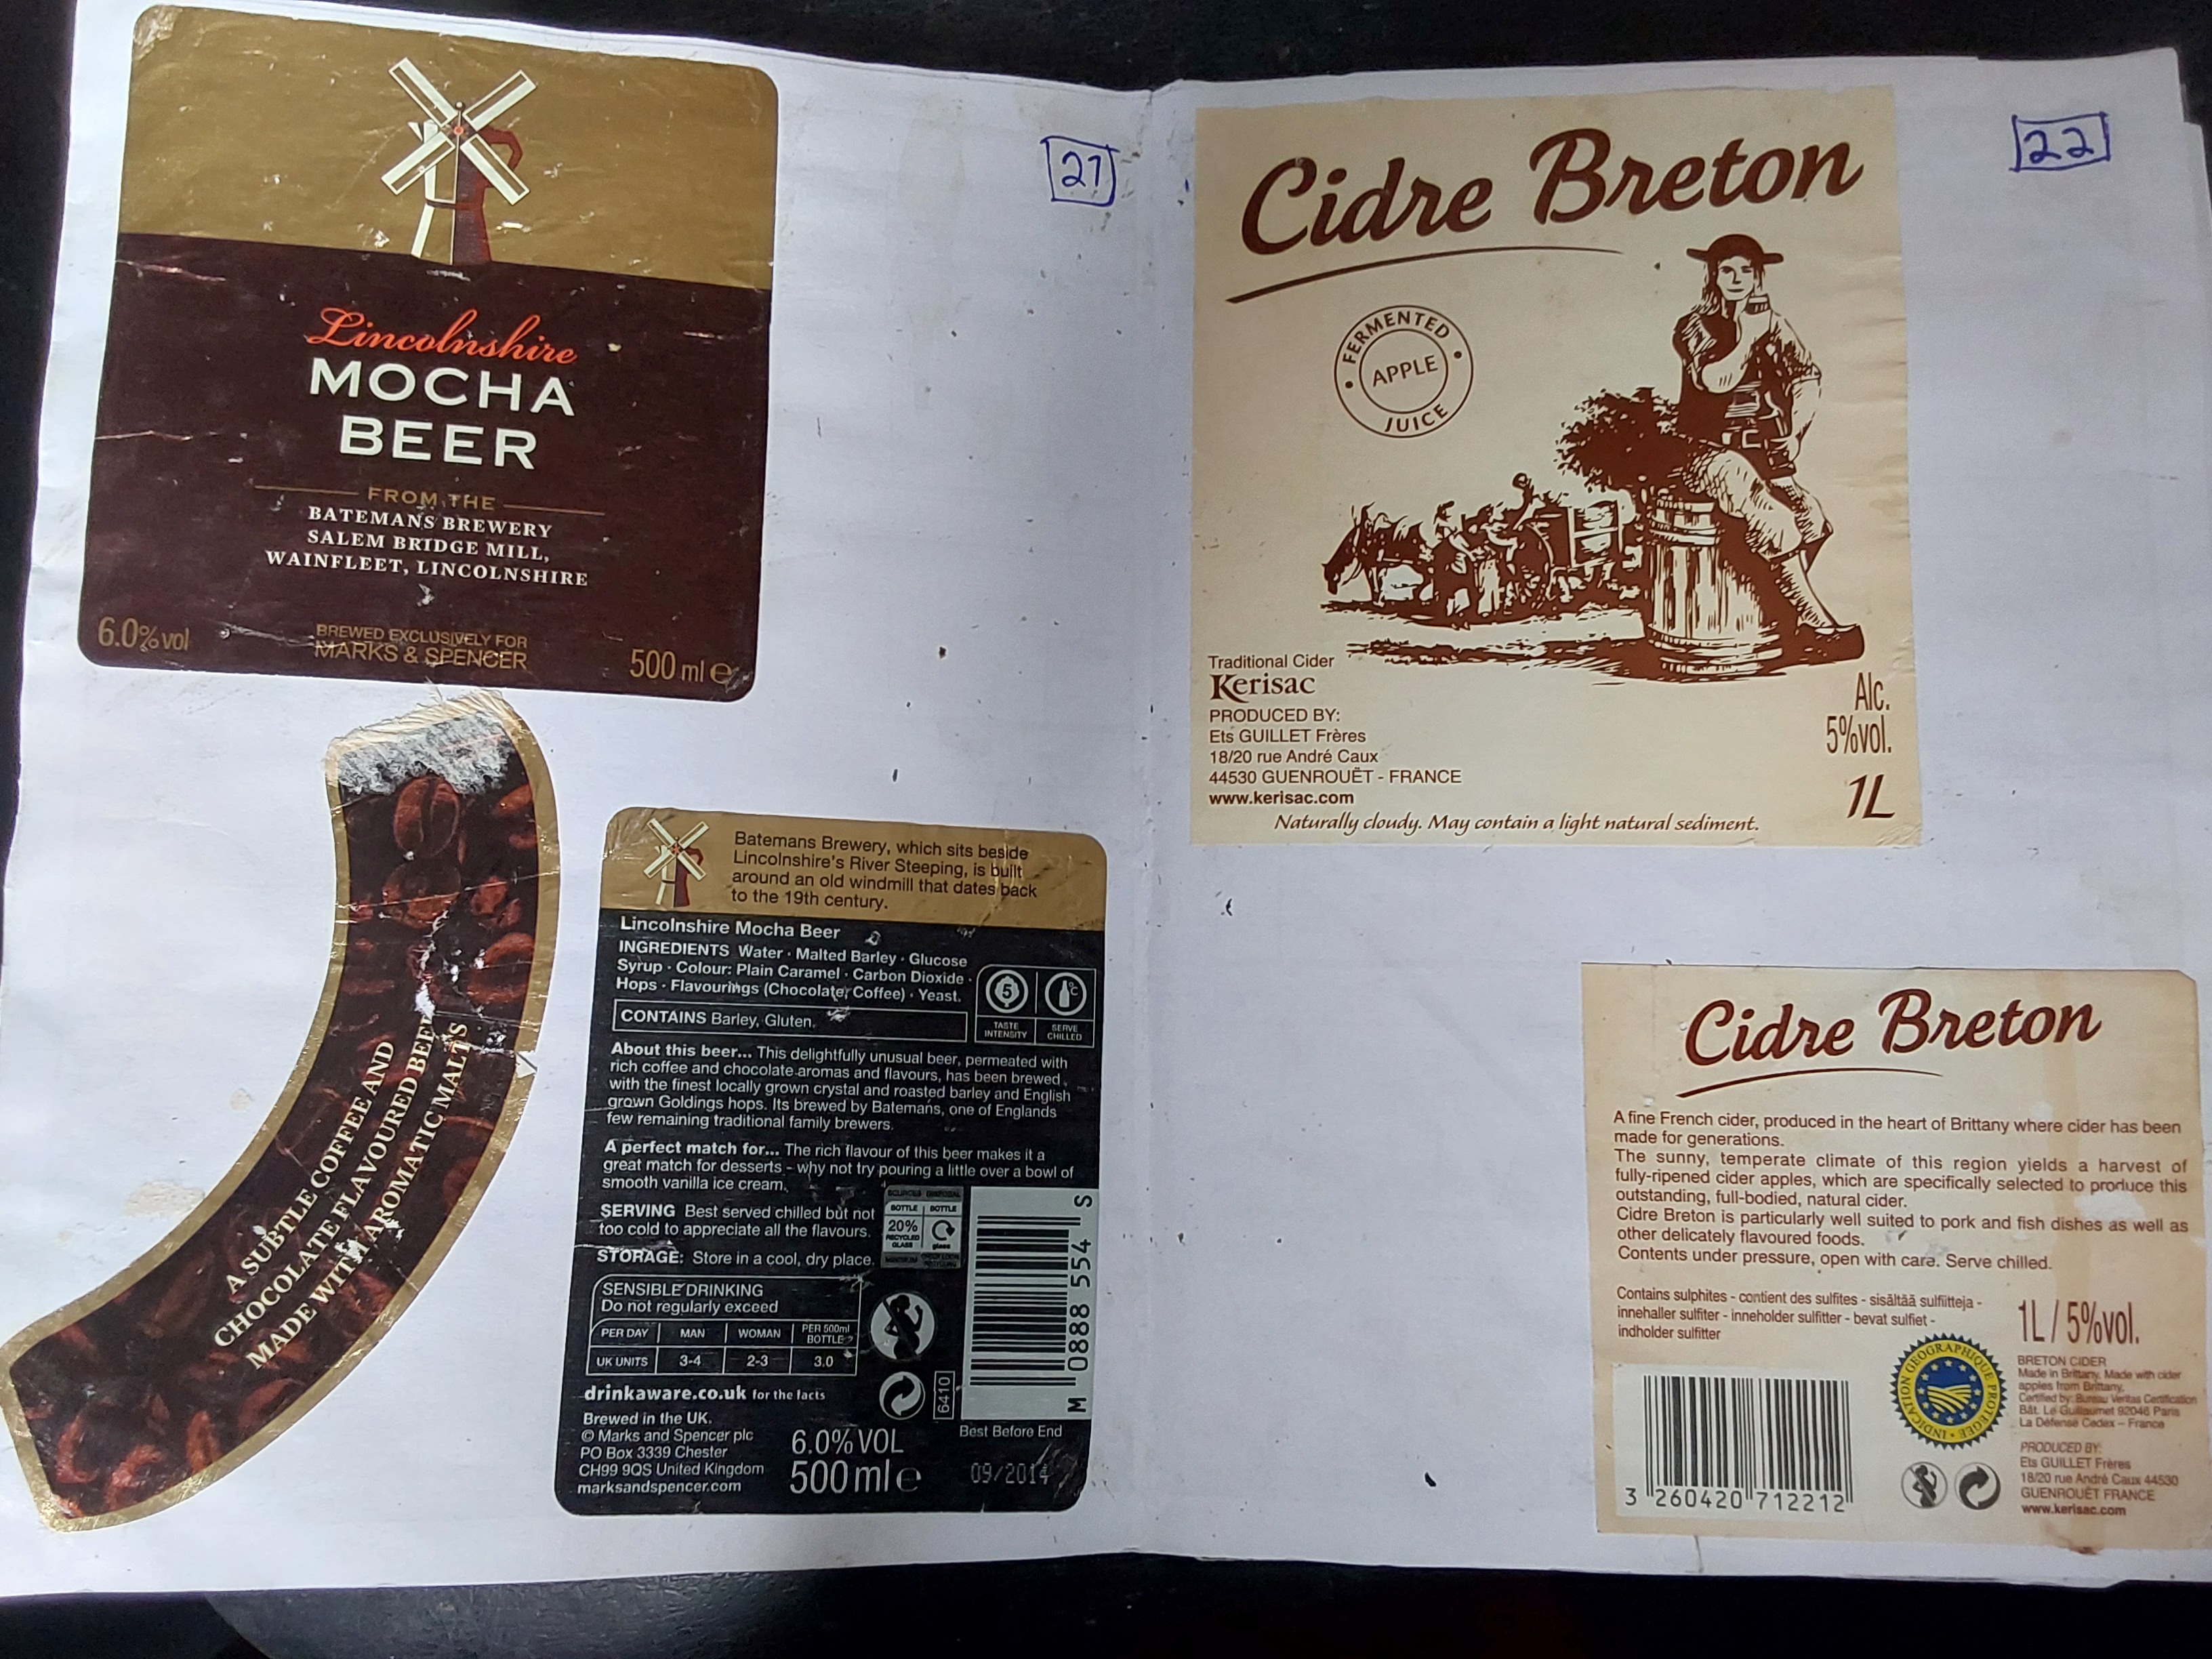 21
Lincolnshire
MOCHA
BEER
FROM THE
BATEMANS BREWERY
SALEM BRIDGE MILL,
WAINFLEET, LINCOLNSHIRE
6.0% vol
BREWED EXCLUSIVELY FOR
MARKS & SPENCER
500 ml e
A SUBTLE COFFEE AND
CHOCOLATE FLAVOURED BEER
MADE WITH AROMATIC MALTS
Batemans Brewery, which sits beside
Lincolnshire's River Steeping, is built
around an old windmill that dates back
to the 19th century.
Lincolnshire Mocha Beer
INGREDIENTS Water · Malted Barley · Glucose
Syrup · Colour: Plain Caramel · Carbon Dioxide ·
Hops · Flavourings (Chocolate, Coffee) · Yeast.
CONTAINS Barley, Gluten.
5
°C
TASTE
INTENSITY
SERVE
CHILLED
About this beer... This delightfully unusual beer, permeated with
rich coffee and chocolate aromas and flavours, has been brewed
with the finest locally grown crystal and roasted barley and English
grown Goldings hops. Its brewed by Batemans, one of Englands
few remaining traditional family brewers.
A perfect match for... The rich flavour of this beer makes it a
great match for desserts - why not try pouring a little over a bowl of
smooth vanilla ice cream.
SERVING Best served chilled but not
too cold to appreciate all the flavours.
STORAGE: Store in a cool, dry place.
SOURCES DISPOSAL
BOTTLE BOTTLE
20%
RECYCLED
GLASS
glass
SENSIBLE DRINKING
Do not regularly exceed
PER DAY MAN WOMAN PER 500ml
BOTTLE
UK UNITS 3-4 2-3 3.0
drinkaware.co.uk for the facts
Brewed in the UK.
© Marks and Spencer plc
PO Box 3339 Chester
CH99 9QS United Kingdom
marksandspencer.com
6.0% VOL
500 ml e
6410
M 0888 554 S
Best Before End
09/2014
22
Cidre Breton
FERMENTED
APPLE
JUICE
Traditional Cider
Kerisac
PRODUCED BY:
Ets GUILLET Frères
18/20 rue André Caux
44530 GUENROUËT - FRANCE
www.kerisac.com
Alc.
5%vol.
1L
Naturally cloudy. May contain a light natural sediment.
Cidre Breton
A fine French cider, produced in the heart of Brittany where cider has been
made for generations.
The sunny, temperate climate of this region yields a harvest of
fully-ripened cider apples, which are specifically selected to produce this
outstanding, full-bodied, natural cider.
Cidre Breton is particularly well suited to pork and fish dishes as well as
other delicately flavoured foods.
Contents under pressure, open with care. Serve chilled.
Contains sulphites - contient des sulfites - sisältää sulfiitteja -
innehaller sulfiter - inneholder sulfitter - bevat sulfiet -
indholder sulfitter
1L / 5%vol.
INDICATION GEOGRAPHIQUE PROTEGEE
BRETON CIDER
Made in Brittany. Made with cider
apples from Brittany.
Certified by: Bureau Veritas Certification
Bât. Le Guillaumet 92046 Paris
La Défense Cedex – France
PRODUCED BY:
Ets GUILLET Frères
18/20 rue André Caux 44530
GUENROUËT FRANCE
www.kerisac.com
3 260420 712212